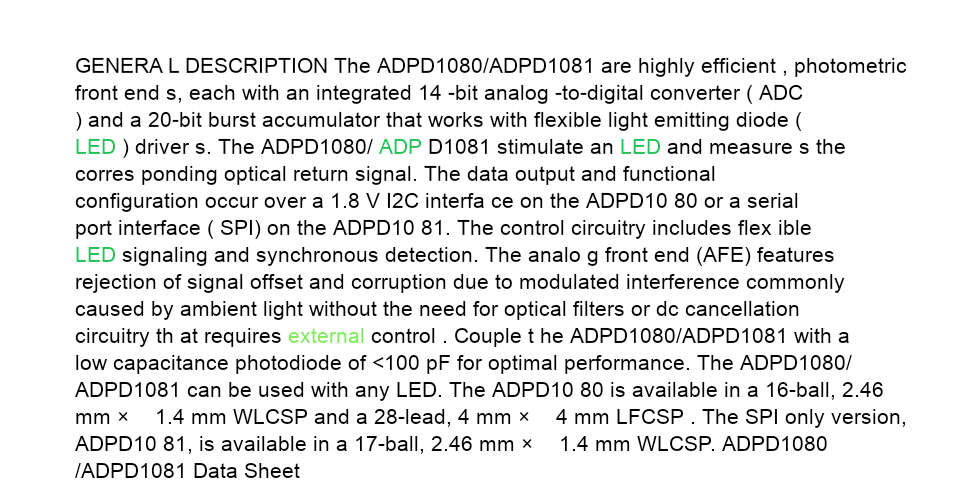 GENERA L DESCRIPTION The ADPD1080/ADPD1081 are highly efficient , photometric
front end s, each with an integrated 14 -bit analog -to-digital converter ( ADC
) and a 20-bit burst accumulator that works with flexible light emitting diode (
LED ) driver s. The ADPD1080/ ADP D1081 stimulate an LED and measure s the
corres ponding optical return signal. The data output and functional
configuration occur over a 1.8 V I2C interfa ce on the ADPD10 80 or a serial
port interface ( SPI) on the ADPD10 81. The control circuitry includes flex ible
LED signaling and synchronous detection. The analo g front end (AFE) features
rejection of signal offset and corruption due to modulated interference commonly
caused by ambient light without the need for optical filters or dc cancellation
circuitry th at requires external control . Couple t he ADPD1080/ADPD1081 with a
low capacitance photodiode of <100 pF for optimal performance. The ADPD1080/
ADPD1081 can be used with any LED. The ADPD10 80 is available in a 16-ball, 2.46
mm × 1.4 mm WLCSP and a 28-lead, 4 mm × 4 mm LFCSP . The SPI only version,
ADPD10 81, is available in a 17-ball, 2.46 mm × 1.4 mm WLCSP. ADPD1080
/ADPD1081 Data Sheet